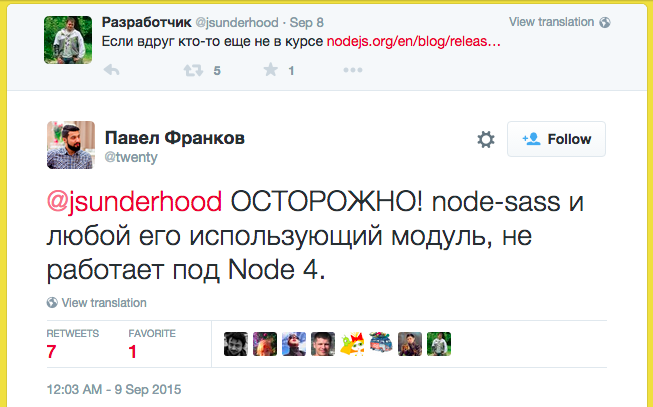 Разработчик @jsunderhood · Sep 8 View translation
Если вдруг кто-то еще не в курсе nodejs.org/en/blog/releas…
5 1
Павел Франков
@twenty
Follow
@jsunderhood ОСТОРОЖНО! node-sass и
любой его использующий модуль, не
работает под Node 4.
View translation
RETWEETS FAVORITE
7 1
12:03 AM - 9 Sep 2015